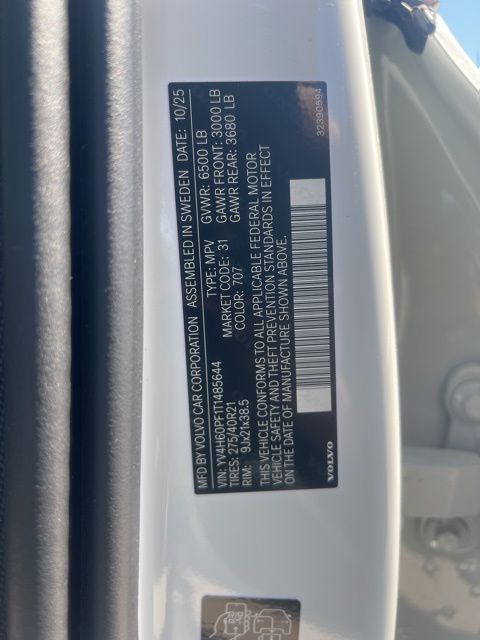 MFD BY VOLVO CAR CORPORATION ASSEMBLED IN SWEDEN DATE: 10/25
VIN: YV4H60PF1T1485644 TYPE: MPV GVWR: 6500 LB
TIRES: 275/40R21 MARKET CODE: 31 GAWR FRONT: 3000 LB
RIM: 9Jx21x38.5 COLOR: 707 GAWR REAR: 3680 LB
THIS VEHICLE CONFORMS TO ALL APPLICABLE FEDERAL MOTOR
VEHICLE SAFETY AND THEFT PREVENTION STANDARDS IN EFFECT
ON THE DATE OF MANUFACTURE SHOWN ABOVE.
VOLVO 32390594